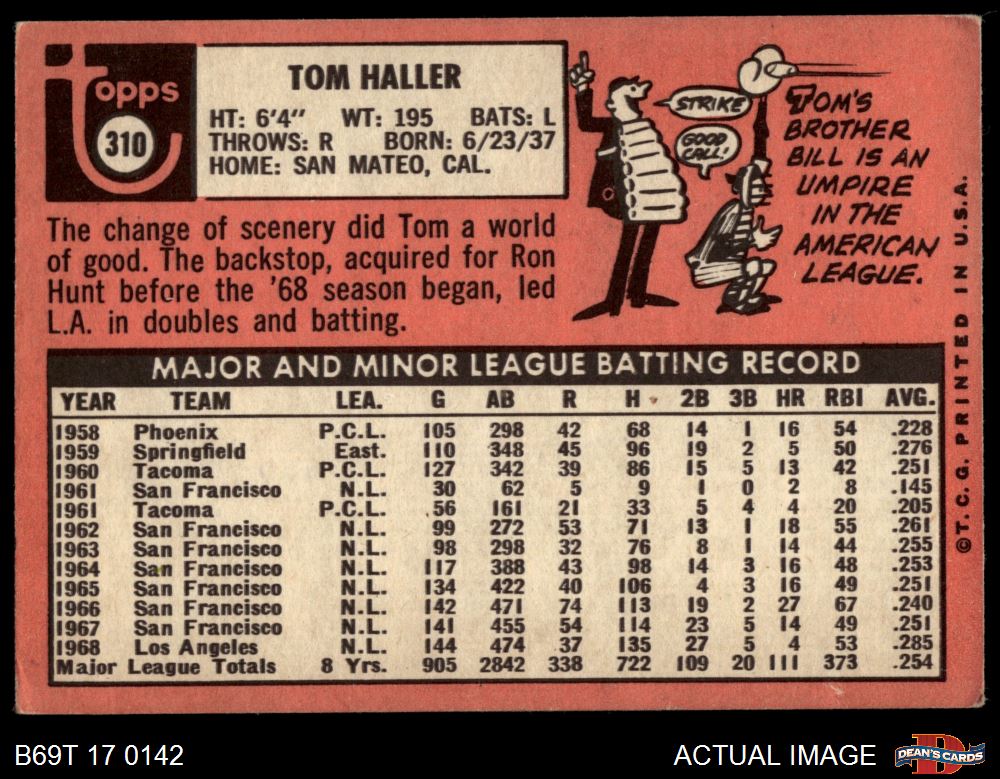 Topps
310
TOM HALLER
HT: 6'4" WT: 195 BATS: L
THROWS: R BORN: 6/23/37
HOME: SAN MATEO, CAL.
The change of scenery did Tom a world
of good. The backstop, acquired for Ron
Hunt before the '68 season began, led
L.A. in doubles and batting.
STRIKE
GOOD
CALL!
TOM'S
BROTHER
BILL IS AN
UMPIRE
IN THE
AMERICAN
LEAGUE.
MAJOR AND MINOR LEAGUE BATTING RECORD
YEAR TEAM LEA. G AB R H 2B 3B HR RBI AVG.
1958 Phoenix P.C.L. 105 298 42 68 14 1 16 54 .228
1959 Springfield East. 110 348 45 96 19 2 5 50 .276
1960 Tacoma P.C.L. 127 342 39 86 15 5 13 42 .251
1961 San Francisco N.L. 30 62 5 9 1 0 2 8 .145
1961 Tacoma P.C.L. 56 161 21 33 5 4 4 20 .205
1962 San Francisco N.L. 99 272 53 71 13 1 18 55 .261
1963 San Francisco N.L. 98 298 32 76 8 1 14 44 .255
1964 San Francisco N.L. 117 388 43 98 14 3 16 48 .253
1965 San Francisco N.L. 134 422 40 106 4 3 16 49 .251
1966 San Francisco N.L. 142 471 74 113 19 2 27 67 .240
1967 San Francisco N.L. 141 455 54 114 23 5 14 49 .251
1968 Los Angeles N.L. 144 474 37 135 27 5 4 53 .285
Major League Totals 8 Yrs. 905 2842 338 722 109 20 111 373 .254
©T.C.G. PRINTED IN U.S.A.
B69T 17 0142
ACTUAL IMAGE
DEAN'S CARDS